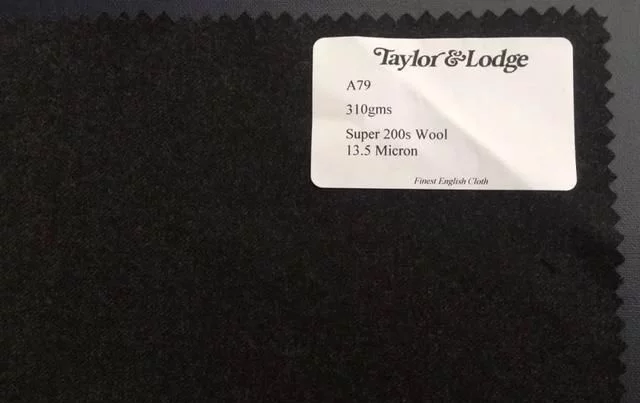 Taylor & Lodge
A79
310gms
Super 200s Wool
13.5 Micron
Finest English Cloth